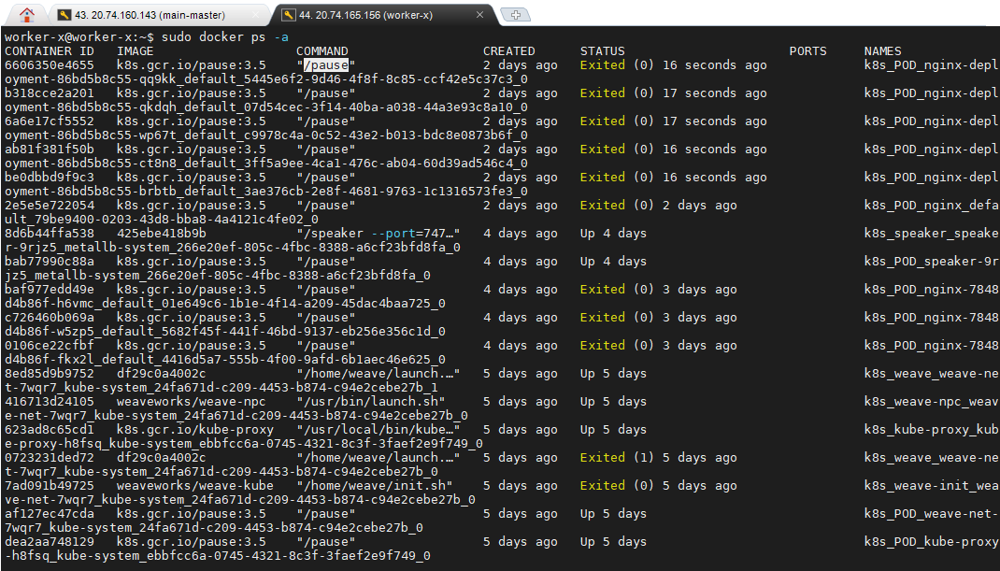 43. 20.74.160.143 (main-master)
44. 20.74.165.156 (worker-x)
worker-x@worker-x:~$ sudo docker ps -a
CONTAINER ID IMAGE COMMAND CREATED STATUS PORTS NAMES
6606350e4655 k8s.gcr.io/pause:3.5 "/pause" 2 days ago Exited (0) 16 seconds ago k8s_POD_nginx-depl
oyment-86bd5b8c55-qq9kk_default_5445e6f2-9d46-4f8f-8c85-ccf42e5c37c3_0
b318cce2a201 k8s.gcr.io/pause:3.5 "/pause" 2 days ago Exited (0) 17 seconds ago k8s_POD_nginx-depl
oyment-86bd5b8c55-qkdqh_default_07d54cec-3f14-40ba-a038-44a3e93c8a10_0
6a6e17cf5552 k8s.gcr.io/pause:3.5 "/pause" 2 days ago Exited (0) 17 seconds ago k8s_POD_nginx-depl
oyment-86bd5b8c55-wp67t_default_c9978c4a-0c52-43e2-b013-bdc8e0873b6f_0
ab81f381f50b k8s.gcr.io/pause:3.5 "/pause" 2 days ago Exited (0) 16 seconds ago k8s_POD_nginx-depl
oyment-86bd5b8c55-ct8n8_default_3ff5a9ee-4ca1-476c-ab04-60d39ad546c4_0
be0dbbd9f9c3 k8s.gcr.io/pause:3.5 "/pause" 2 days ago Exited (0) 16 seconds ago k8s_POD_nginx-depl
oyment-86bd5b8c55-brbtb_default_3ae376cb-2e8f-4681-9763-1c1316573fe3_0
2e5e5e722054 k8s.gcr.io/pause:3.5 "/pause" 2 days ago Exited (0) 2 days ago k8s_POD_nginx_defa
ult_79be9400-0203-43d8-bba8-4a4121c4fe02_0
8d6b44ffa538 425ebe418b9b "/speaker --port=747…" 4 days ago Up 4 days k8s_speaker_speake
r-9rjz5_metallb-system_266e20ef-805c-4fbc-8388-a6cf23bfd8fa_0
bab77990c88a k8s.gcr.io/pause:3.5 "/pause" 4 days ago Up 4 days k8s_POD_speaker-9r
jz5_metallb-system_266e20ef-805c-4fbc-8388-a6cf23bfd8fa_0
baf977edd49e k8s.gcr.io/pause:3.5 "/pause" 4 days ago Exited (0) 3 days ago k8s_POD_nginx-7848
d4b86f-h6vmc_default_01e649c6-1b1e-4f14-a209-45dac4baa725_0
c726460b069a k8s.gcr.io/pause:3.5 "/pause" 4 days ago Exited (0) 3 days ago k8s_POD_nginx-7848
d4b86f-w5zp5_default_5682f45f-441f-46bd-9137-eb256e356c1d_0
0106ce22cfbf k8s.gcr.io/pause:3.5 "/pause" 4 days ago Exited (0) 3 days ago k8s_POD_nginx-7848
d4b86f-fkx2l_default_4416d5a7-555b-4f00-9afd-6b1aec46e625_0
8ed85d9b9752 df29c0a4002c "/home/weave/launch.…" 5 days ago Up 5 days k8s_weave_weave-ne
t-7wqr7_kube-system_24fa671d-c209-4453-b874-c94e2cebe27b_1
416713d24105 weaveworks/weave-npc "/usr/bin/launch.sh" 5 days ago Up 5 days k8s_weave-npc_weav
e-net-7wqr7_kube-system_24fa671d-c209-4453-b874-c94e2cebe27b_0
623ad8c65cd1 k8s.gcr.io/kube-proxy "/usr/local/bin/kube…" 5 days ago Up 5 days k8s_kube-proxy_kub
e-proxy-h8fsq_kube-system_ebbfcc6a-0745-4321-8c3f-3faef2e9f749_0
0723231ded72 df29c0a4002c "/home/weave/launch.…" 5 days ago Exited (1) 5 days ago k8s_weave_weave-ne
t-7wqr7_kube-system_24fa671d-c209-4453-b874-c94e2cebe27b_0
7ad091b49725 weaveworks/weave-kube "/home/weave/init.sh" 5 days ago Exited (0) 5 days ago k8s_weave-init_wea
ve-net-7wqr7_kube-system_24fa671d-c209-4453-b874-c94e2cebe27b_0
af127ec47cda k8s.gcr.io/pause:3.5 "/pause" 5 days ago Up 5 days k8s_POD_weave-net-
7wqr7_kube-system_24fa671d-c209-4453-b874-c94e2cebe27b_0
dea2aa748129 k8s.gcr.io/pause:3.5 "/pause" 5 days ago Up 5 days k8s_POD_kube-proxy
-h8fsq_kube-system_ebbfcc6a-0745-4321-8c3f-3faef2e9f749_0